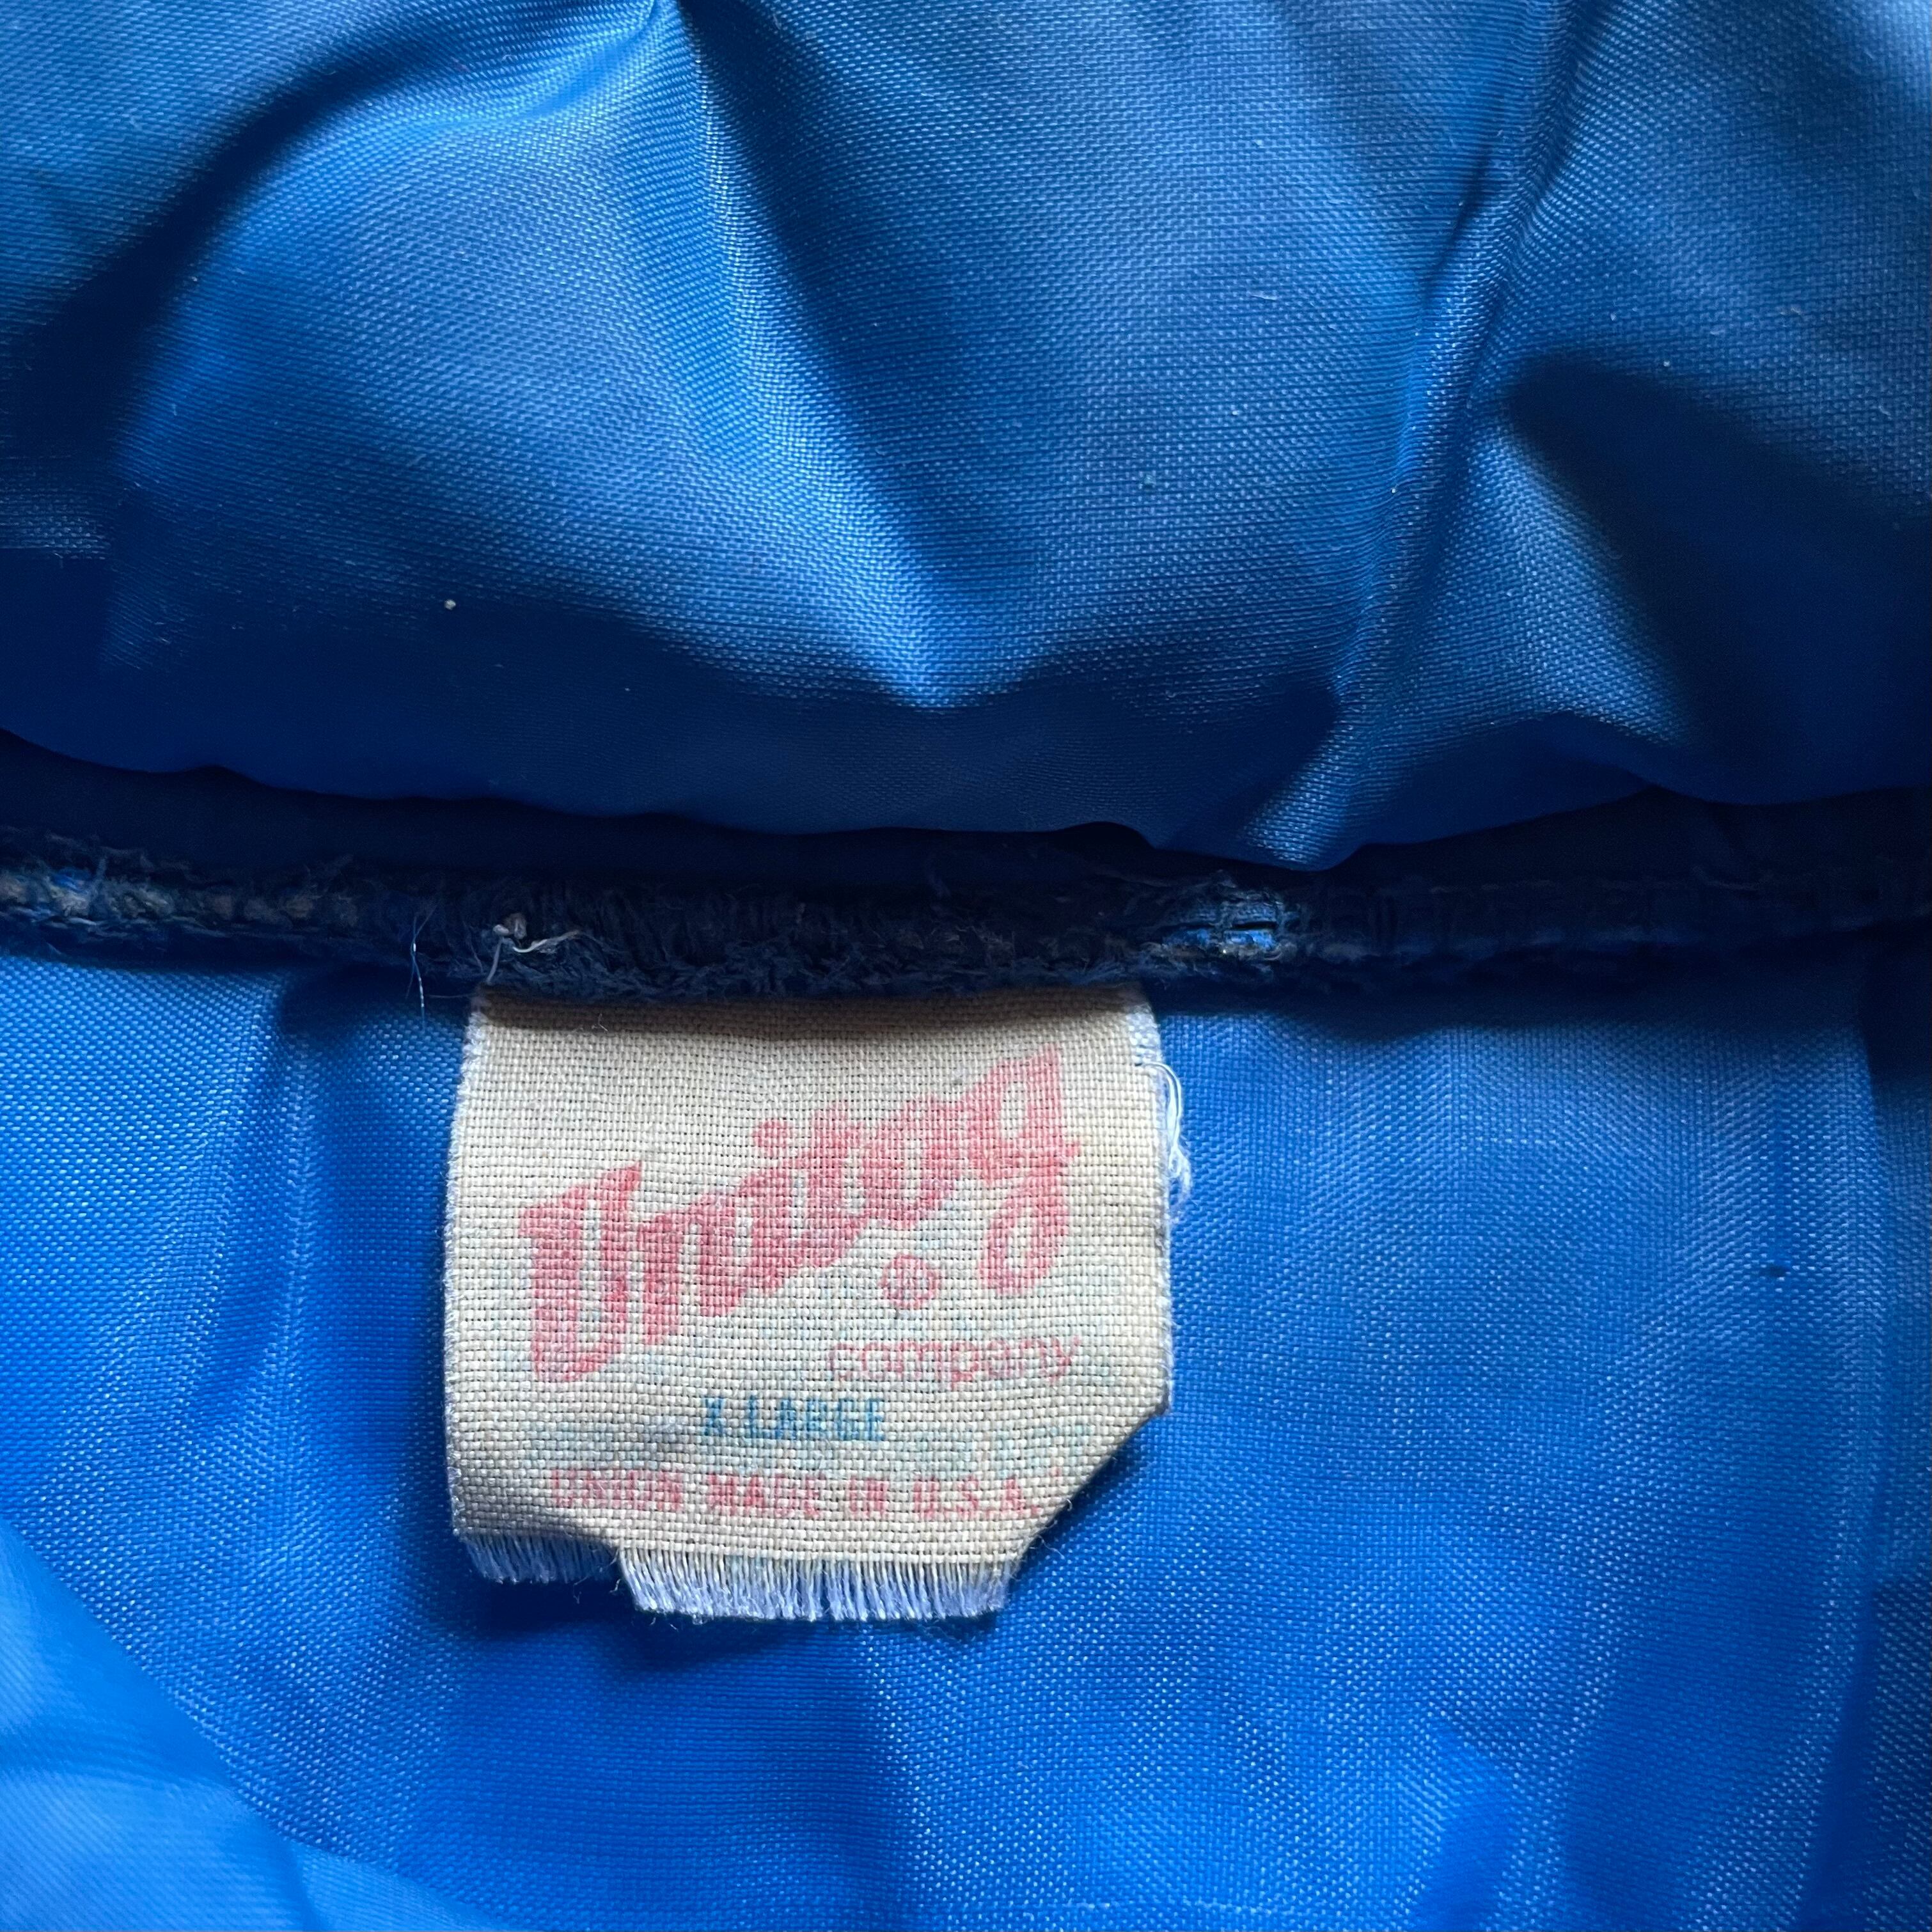 Unitog
®
company
X LARGE
UNION MADE IN U.S.A.